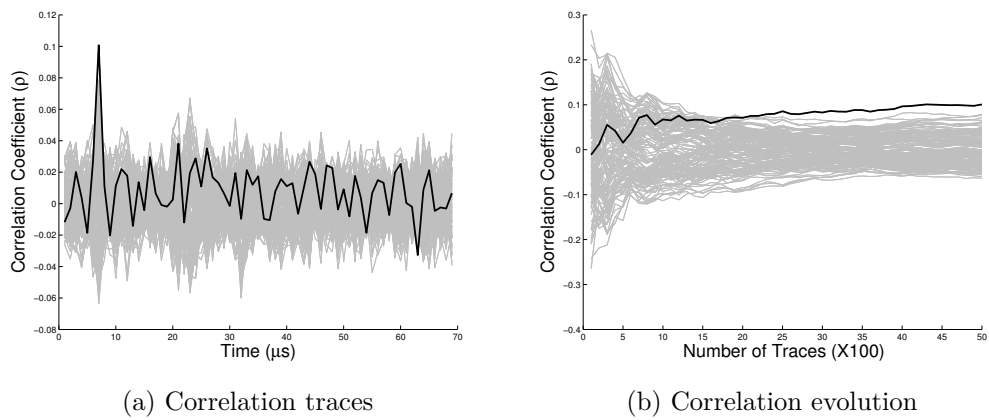 0.12
0.1
0.08
0.06
0.04
0.02
0
−0.02
−0.04
−0.06
−0.08
Correlation Coefficient (ρ)
0 10 20 30 40 50 60 70
Time (μs)
(a) Correlation traces
0.3
0.2
0.1
0
−0.1
−0.2
−0.3
−0.4
Correlation Coefficient (ρ)
0 5 10 15 20 25 30 35 40 45 50
Number of Traces (X100)
(b) Correlation evolution